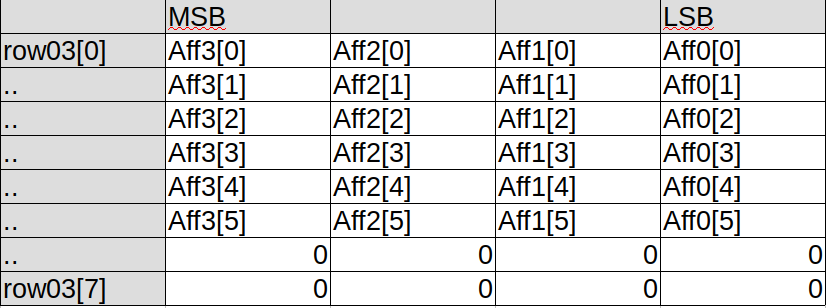 MSB LSB
row03[0] Aff3[0] Aff2[0] Aff1[0] Aff0[0]
.. Aff3[1] Aff2[1] Aff1[1] Aff0[1]
.. Aff3[2] Aff2[2] Aff1[2] Aff0[2]
.. Aff3[3] Aff2[3] Aff1[3] Aff0[3]
.. Aff3[4] Aff2[4] Aff1[4] Aff0[4]
.. Aff3[5] Aff2[5] Aff1[5] Aff0[5]
.. 0 0 0 0
row03[7] 0 0 0 0